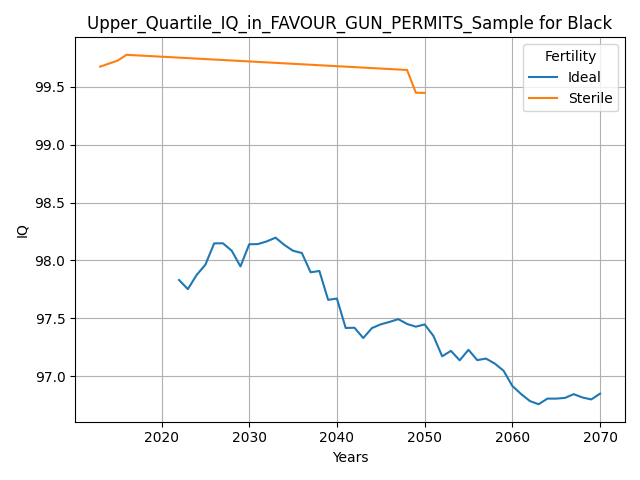 Upper_Quartile_IQ_in_FAVOUR_GUN_PERMITS_Sample for Black
Fertility
Ideal
Sterile
IQ
99.5
99.0
98.5
98.0
97.5
97.0
2020 2030 2040 2050 2060 2070
Years